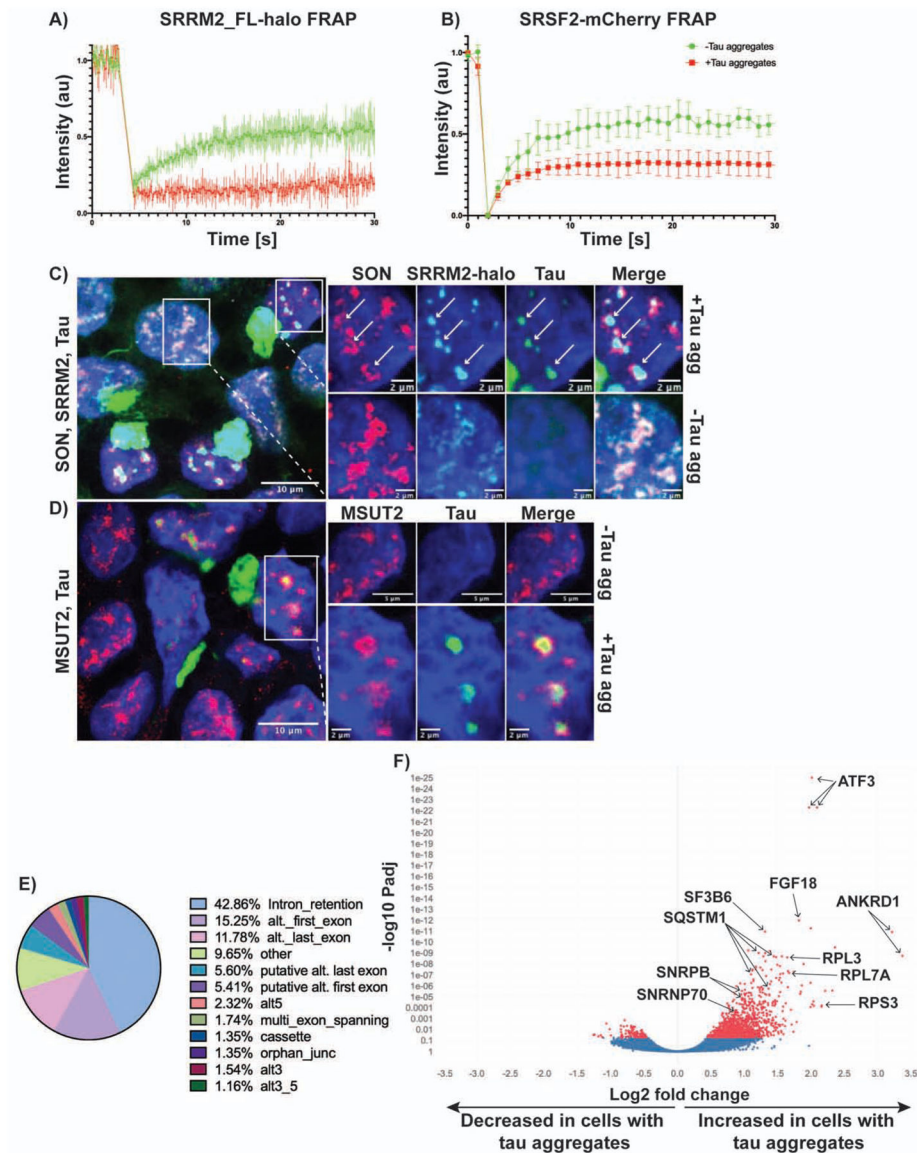 A)
SRRM2_FL-halo FRAP
Intensity (au)
1.0
0.5
0.0
0
10
20
30
Time [s]
B)
SRSF2-mCherry FRAP
-Tau aggregates
+Tau aggregates
Intensity (au)
1.0
0.5
0.0
0
10
20
30
Time [s]
C)
SON, SRRM2, Tau
10 µm
SON SRRM2-halo Tau Merge
+Tau agg
2 µm
2 µm
2 µm
2 µm
-Tau agg
2 µm
2 µm
2 µm
2 µm
D)
MSUT2, Tau
10 µm
MSUT2 Tau Merge
-Tau agg
5 µm
5 µm
5 µm
+Tau agg
2 µm
2 µm
2 µm
E)
42.86% Intron_retention
15.25% alt._first_exon
11.78% alt._last_exon
9.65% other
5.60% putative alt. last exon
5.41% putative alt. first exon
2.32% alt5
1.74% multi_exon_spanning
1.35% cassette
1.35% orphan_junc
1.54% alt3
1.16% alt3_5
F)
-log10 Padj
1e-25
1e-24
1e-23
1e-22
1e-21
1e-20
1e-19
1e-18
1e-17
1e-16
1e-15
1e-14
1e-13
1e-12
1e-11
1e-10
1e-09
1e-08
1e-07
1e-06
1e-05
0.0001
0.001
0.01
0.1
1
ATF3
FGF18
ANKRD1
SF3B6
SQSTM1
RPL3
RPL7A
SNRPB
SNRNP70
RPS3
-3.5 -3.0 -2.5 -2.0 -1.5 -1.0 -0.5 0.0 0.5 1.0 1.5 2.0 2.5 3.0 3.5
Log2 fold change
Decreased in cells with
tau aggregates
Increased in cells with
tau aggregates